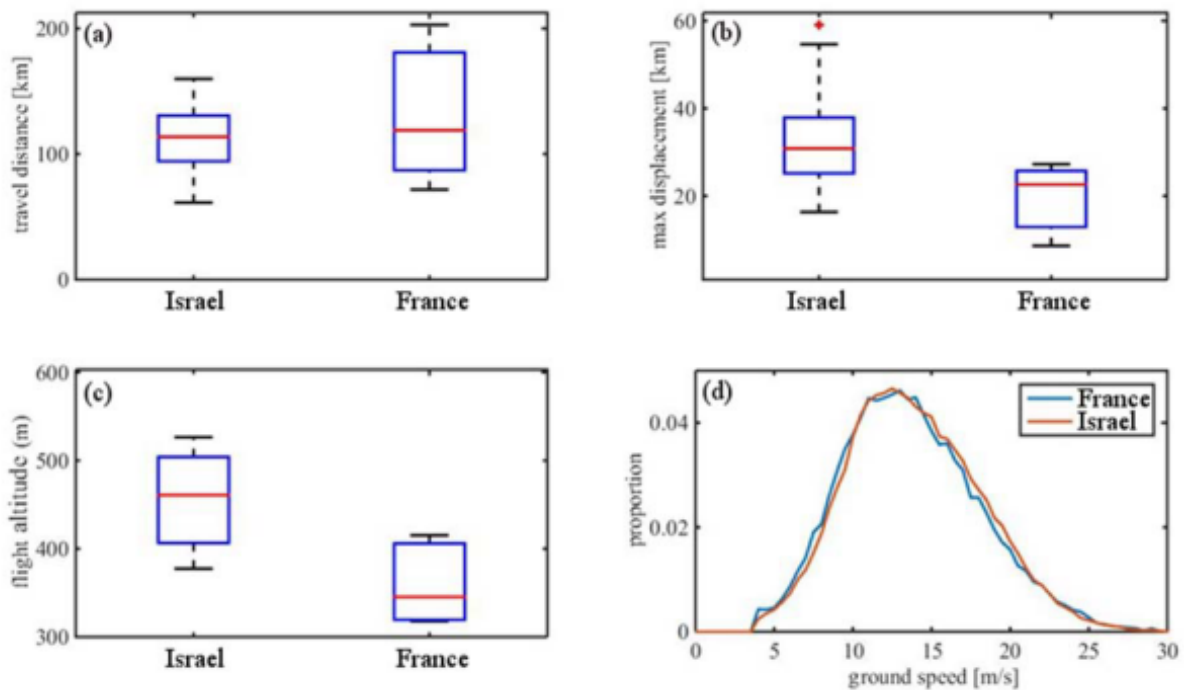 (a)
travel distance [km]
200
100
0
Israel France
(b)
max displacement [km]
60
40
20
Israel France
(c)
flight altitude (m)
600
500
400
300
Israel France
(d)
France
Israel
proportion
0.04
0.02
0
0 5 10 15 20 25 30
ground speed [m/s]